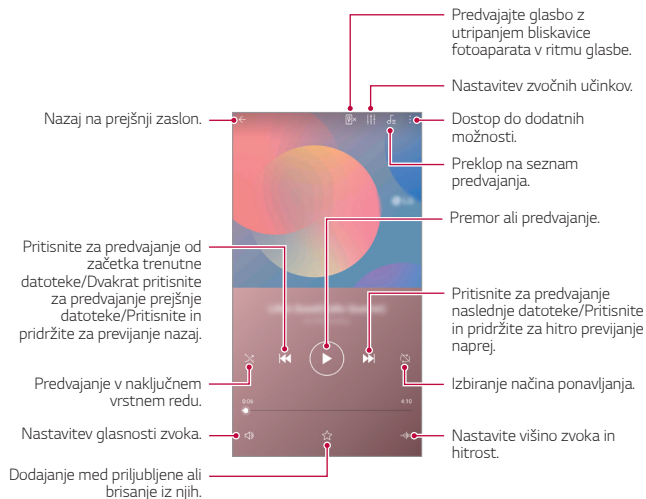 Predvajajte glasbo z
utripanjem bliskavice
fotoaparata v ritmu glasbe.
Nastavitev zvočnih učinkov.
Nazaj na prejšnji zaslon.
Dostop do dodatnih
možnosti.
Preklop na seznam
predvajanja.
Premor ali predvajanje.
Pritisnite za predvajanje od
začetka trenutne
datoteke/Dvakrat pritisnite
za predvajanje prejšnje
datoteke/Pritisnite in
pridržite za previjanje nazaj.
Pritisnite za predvajanje
naslednje datoteke/Pritisnite
in pridržite za hitro previjanje
naprej.
Predvajanje v naključnem
vrstnem redu.
Izbiranje načina ponavljanja.
0:06
4:10
Nastavitev glasnosti zvoka.
Nastavite višino zvoka in
hitrost.
Dodajanje med priljubljene ali
brisanje iz njih.